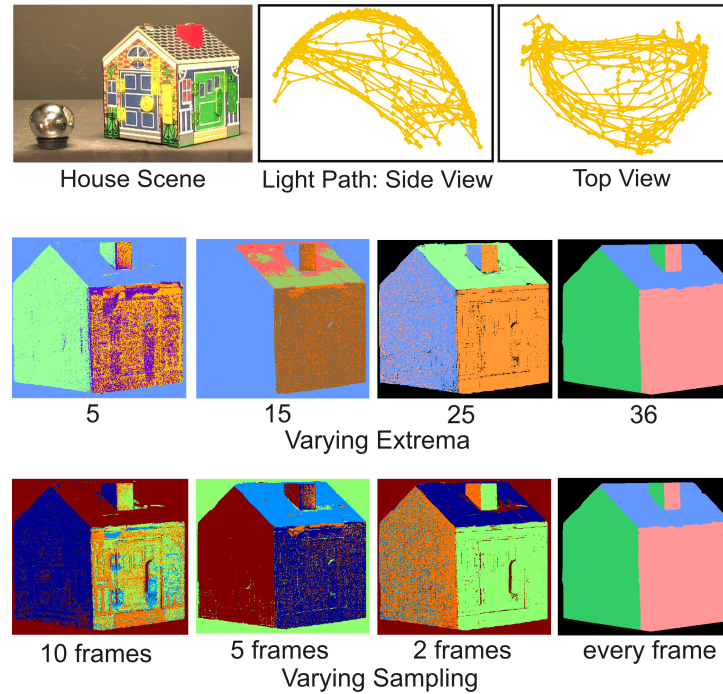 House Scene
Light Path: Side View
Top View
5
15
25
36
Varying Extrema
10 frames
5 frames
2 frames
every frame
Varying Sampling